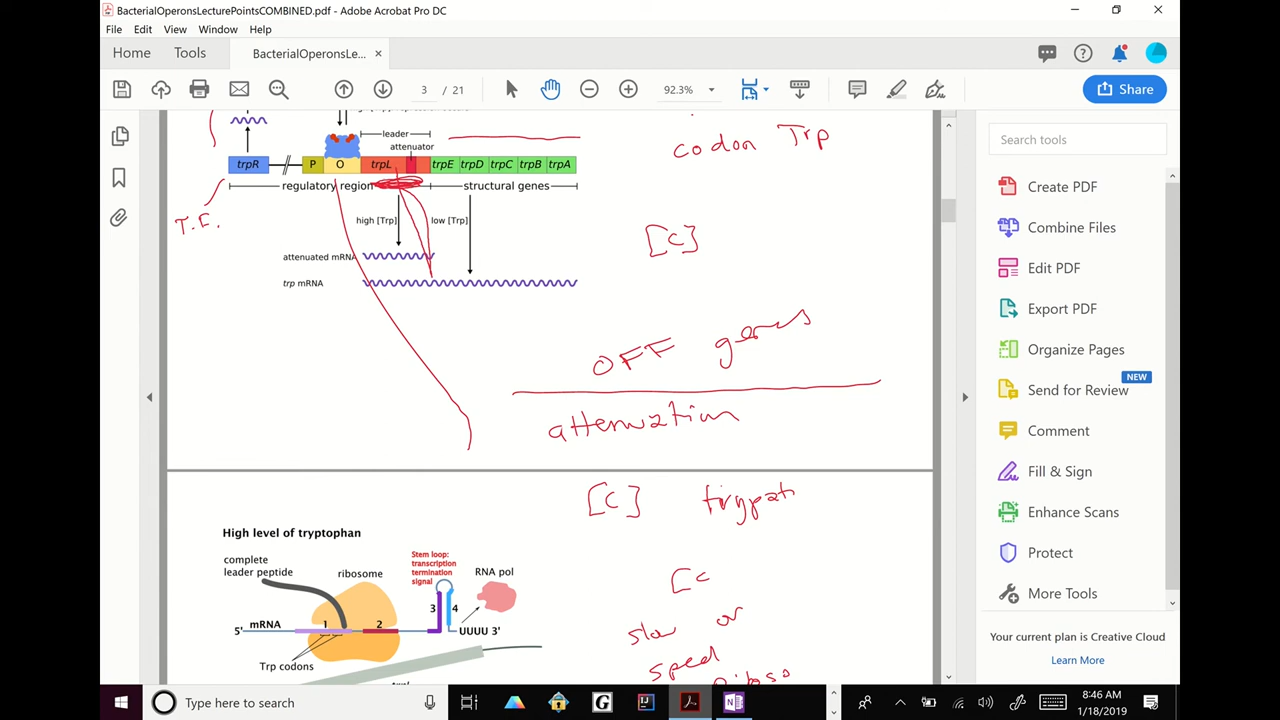 BacterialOperonsLecturePointsCOMBINED.pdf - Adobe Acrobat Pro DC
File Edit View Window Help
Home Tools BacterialOperonsLe... ×
3 / 21 92.3% Share
leader
attenuator
trpR P O trpL trpE trpD trpC trpB trpA
regulatory region structural genes
high [Trp] low [Trp]
attenuated mRNA
trp mRNA
T.F.
codon Trp
[C]
OFF genes
attenuation
[C] trypat
[c
slow or
speed
High level of tryptophan
complete
leader peptide
ribosome
Stem loop:
transcription
termination
signal
RNA pol
3 4
5' mRNA 1 2 UUUU 3'
Trp codons
Search tools
Create PDF
Combine Files
Edit PDF
Export PDF
Organize Pages
NEW
Send for Review
Comment
Fill & Sign
Enhance Scans
Protect
More Tools
Your current plan is Creative Cloud
Learn More
Type here to search
8:46 AM
1/18/2019